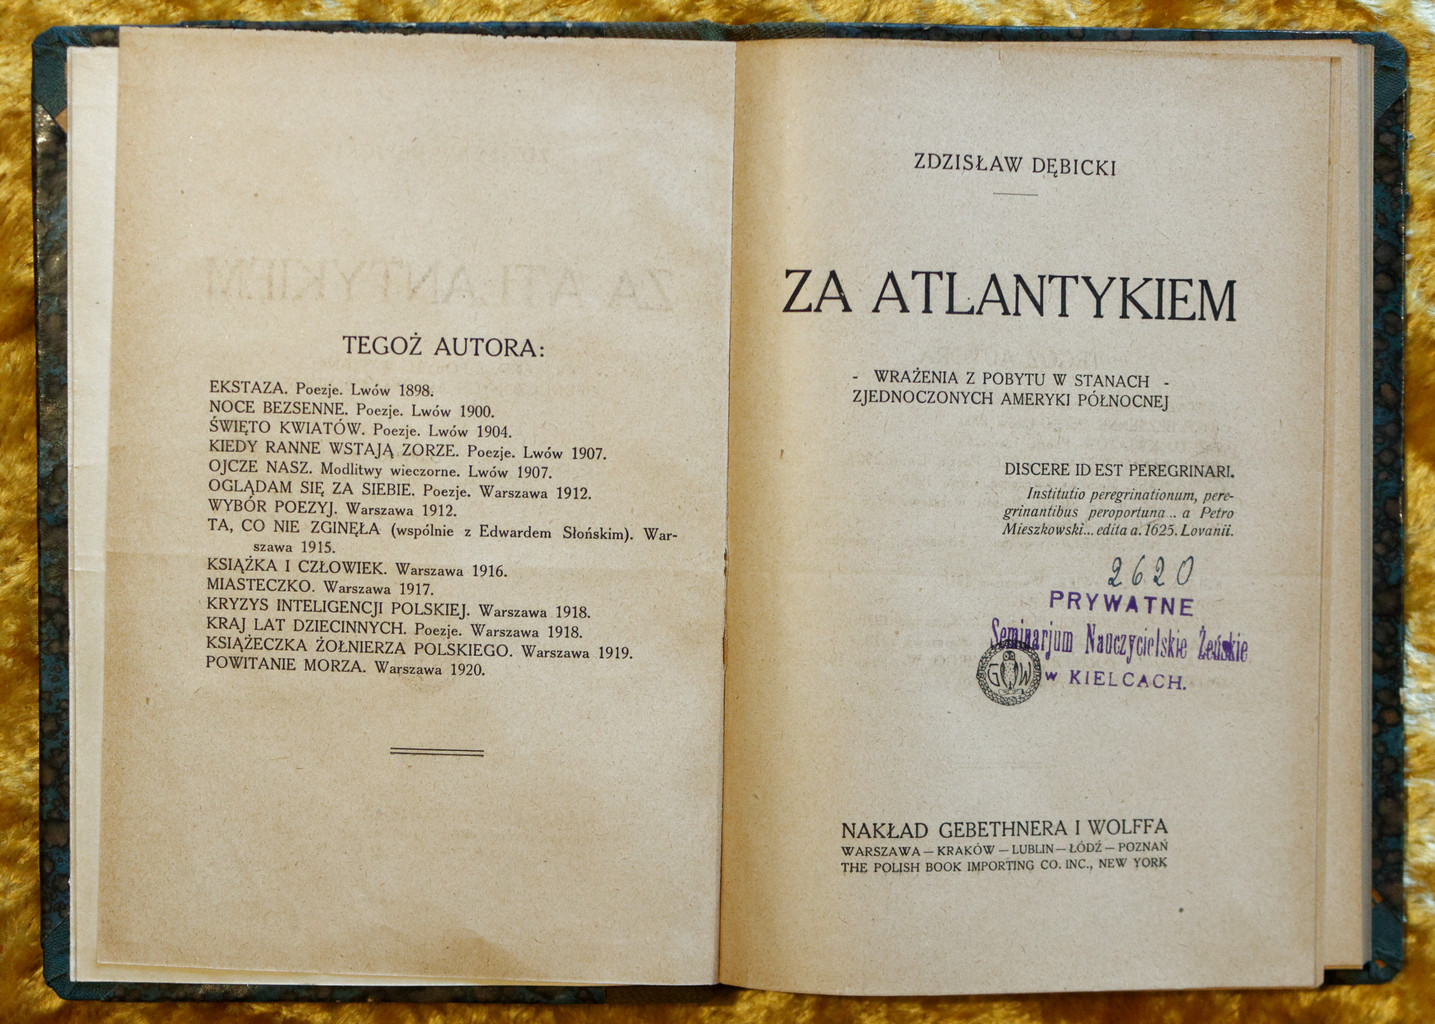 TEGOŻ AUTORA:
EKSTAZA. Poezje. Lwów 1898.
NOCE BEZSENNE. Poezje. Lwów 1900.
ŚWIĘTO KWIATÓW. Poezje. Lwów 1904.
KIEDY RANNE WSTAJĄ ZORZE. Poezje. Lwów 1907.
OJCZE NASZ. Modlitwy wieczorne. Lwów 1907.
OGLĄDAM SIĘ ZA SIEBIE. Poezje. Warszawa 1912.
WYBÓR POEZYJ. Warszawa 1912.
TA, CO NIE ZGINĘŁA (wspólnie z Edwardem Słońskim). War-
szawa 1915.
KSIĄŻKA I CZŁOWIEK. Warszawa 1916.
MIASTECZKO. Warszawa 1917.
KRYZYS INTELIGENCJI POLSKIEJ. Warszawa 1918.
KRAJ LAT DZIECINNYCH. Poezje. Warszawa 1918.
KSIĄŻECZKA ŻOŁNIERZA POLSKIEGO. Warszawa 1919.
POWITANIE MORZA. Warszawa 1920.
ZDZISŁAW DĘBICKI
ZA ATLANTYKIEM
- WRAŻENIA Z POBYTU W STANACH -
ZJEDNOCZONYCH AMERYKI PÓŁNOCNEJ
DISCERE ID EST PEREGRINARI.
Institutio peregrinationum, pere-
grinantibus peroportuna... a Petro
Mieszkowski... edita a. 1625. Lovanii.
2620
PRYWATNE
Seminarjum Nauczycielskie Żeńskie
w KIELCACH.
G W
NAKŁAD GEBETHNERA I WOLFFA
WARSZAWA — KRAKÓW — LUBLIN — ŁÓDŹ — POZNAŃ
THE POLISH BOOK IMPORTING CO. INC., NEW YORK